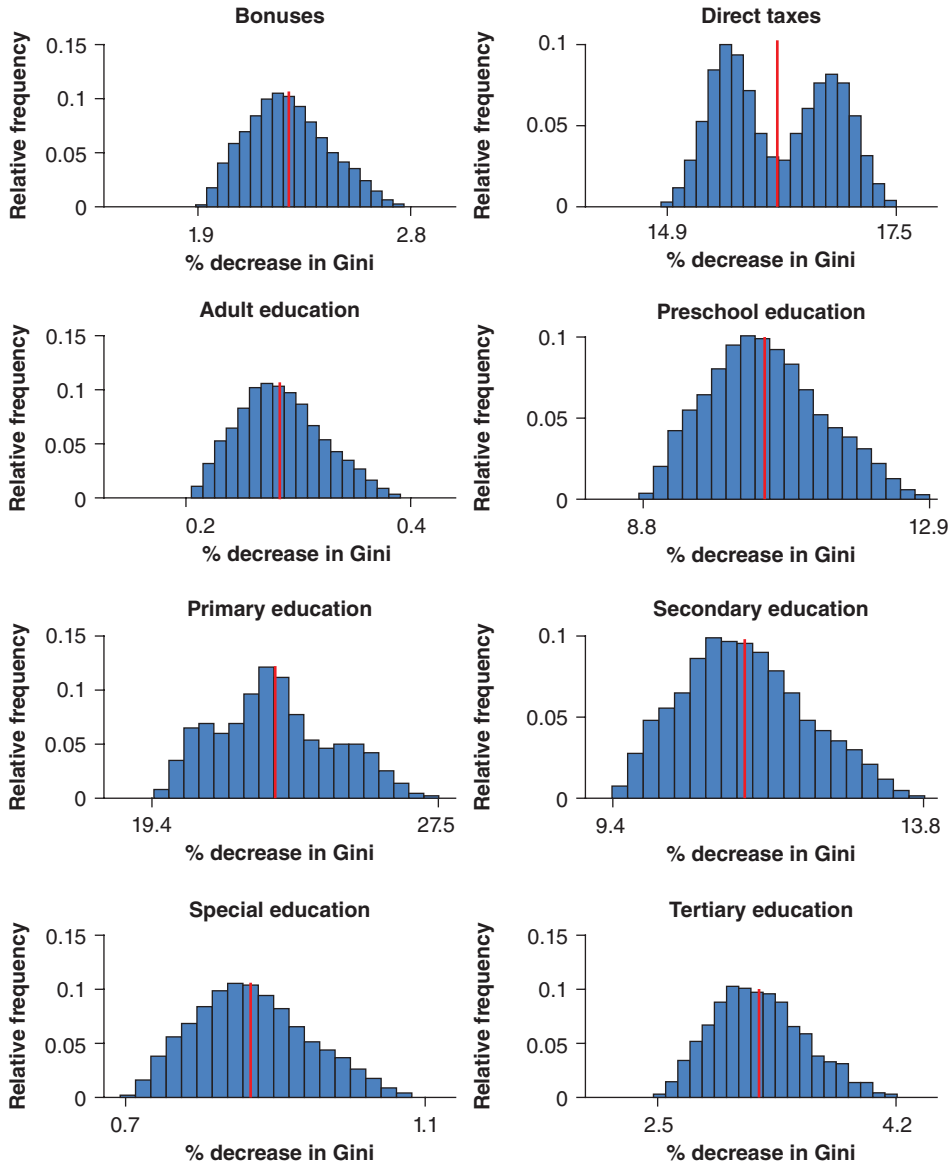 Bonuses
Relative frequency
0.15
0.1
0.05
0
1.9
2.8
% decrease in Gini
Direct taxes
Relative frequency
0.1
0.05
0
14.9
17.5
% decrease in Gini
Adult education
Relative frequency
0.15
0.1
0.05
0
0.2
0.4
% decrease in Gini
Preschool education
Relative frequency
0.1
0.05
0
8.8
12.9
% decrease in Gini
Primary education
Relative frequency
0.15
0.1
0.05
0
19.4
27.5
% decrease in Gini
Secondary education
Relative frequency
0.1
0.05
0
9.4
13.8
% decrease in Gini
Special education
Relative frequency
0.15
0.1
0.05
0
0.7
1.1
% decrease in Gini
Tertiary education
Relative frequency
0.15
0.1
0.05
0
2.5
4.2
% decrease in Gini